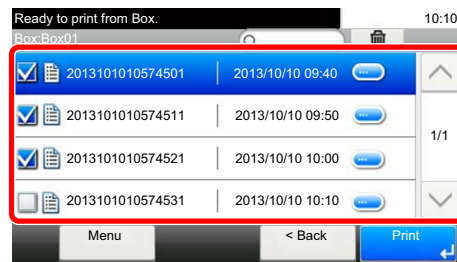 Ready to print from Box. 10:10
Box:Box01
2013101010574501 2013/10/10 09:40
2013101010574511 2013/10/10 09:50
2013101010574521 2013/10/10 10:00
1/1
2013101010574531 2013/10/10 10:10
Menu < Back Print